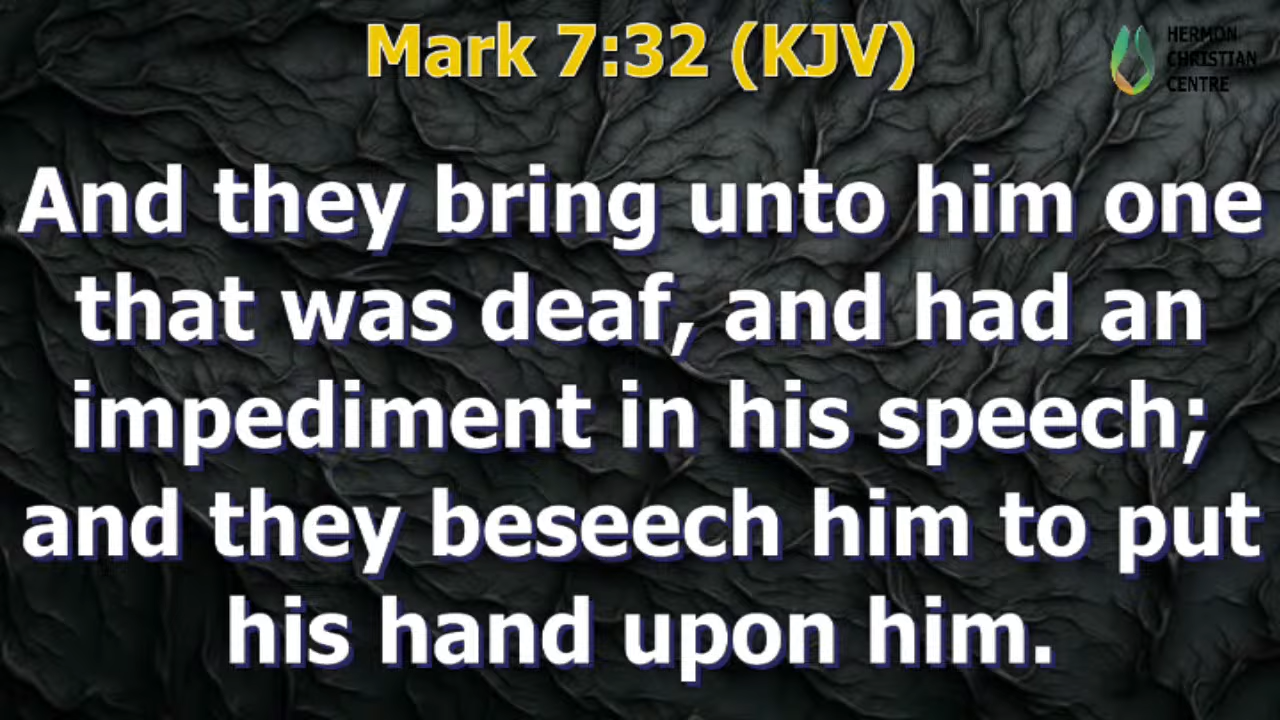 Mark 7:32 (KJV)
HERMON
CHRISTIAN
CENTRE
And they bring unto him one
that was deaf, and had an
impediment in his speech;
and they beseech him to put
his hand upon him.